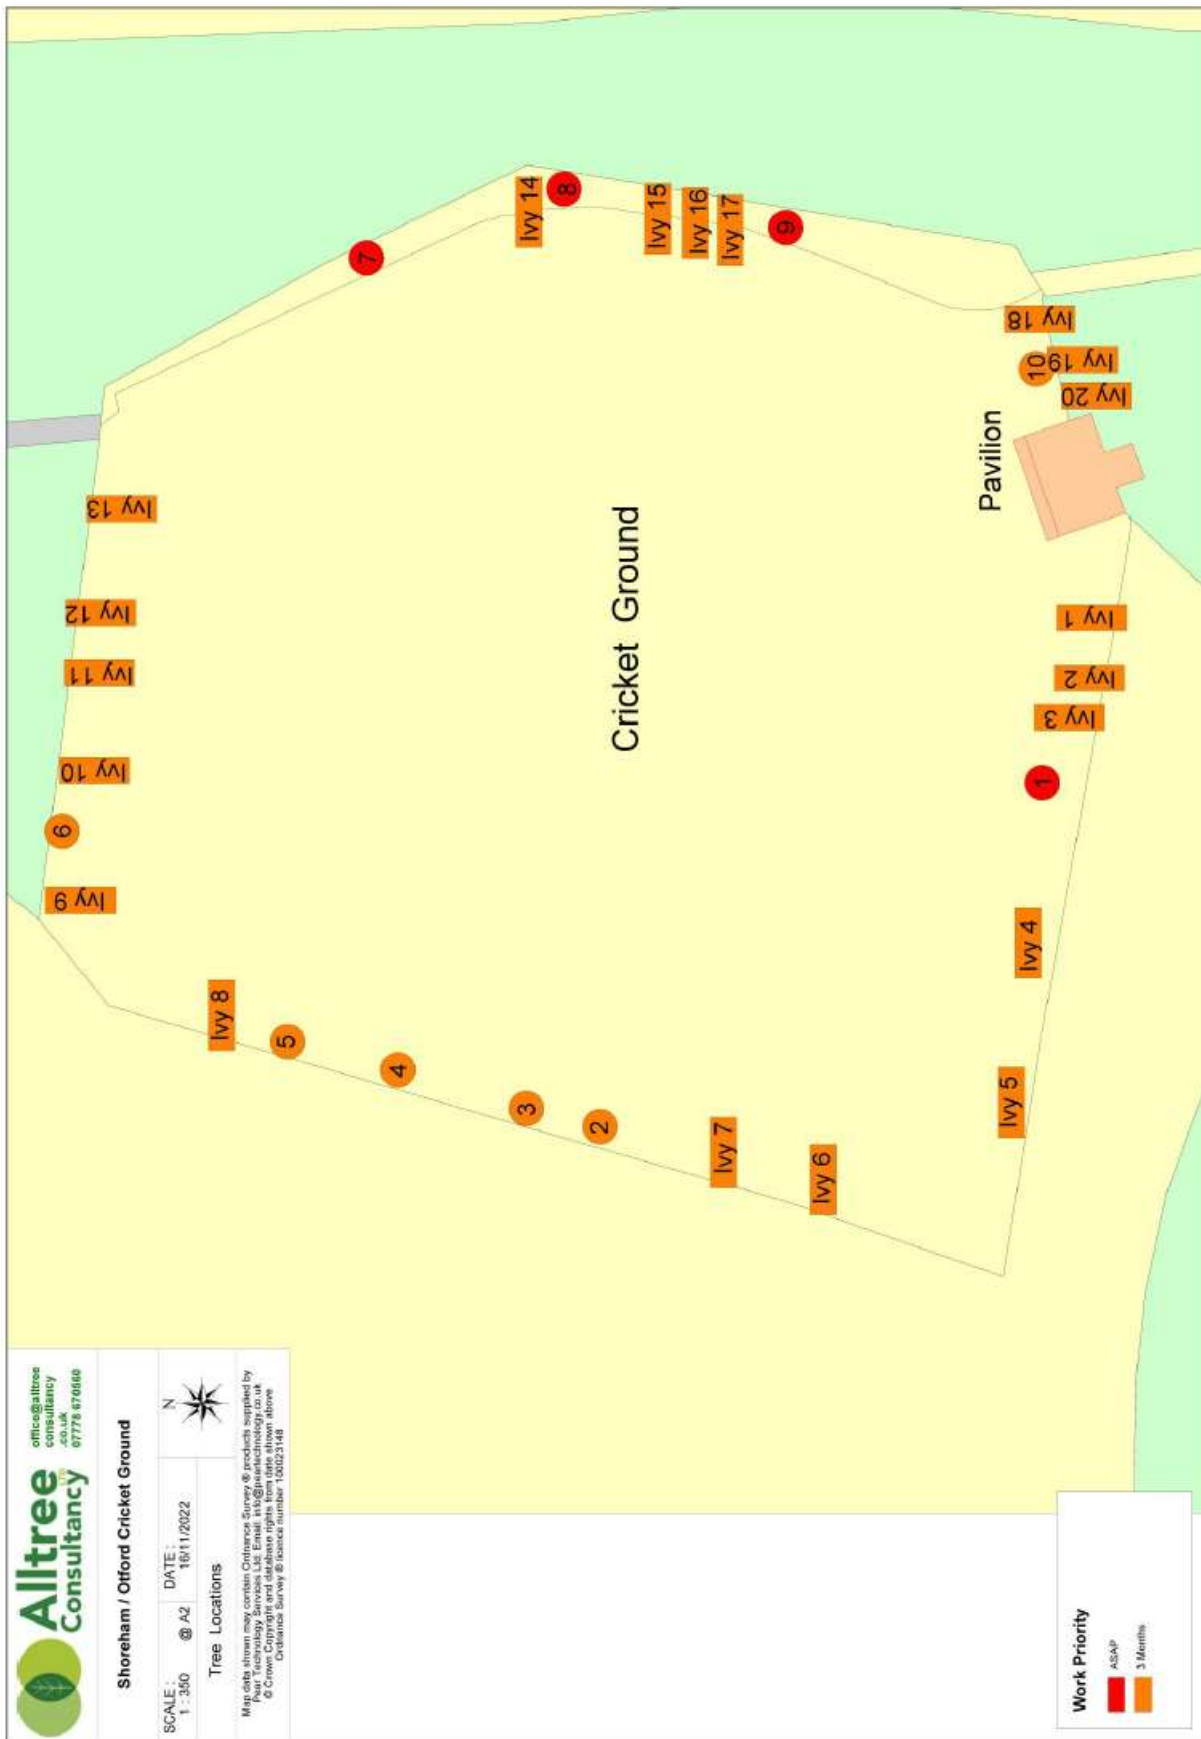 Alltree
Consultancy
LTD
office@alltree
consultancy
.co.uk
07778 670560
Shoreham / Otford Cricket Ground
SCALE :
1 : 350 @ A2
DATE :
16/11/2022
N
Tree Locations
Map data shown may contain Ordnance Survey ® products supplied by
Pear Technology Services Ltd; Email: info@peartechnology.co.uk
© Crown Copyright and database rights from date shown above
Ordnance Survey ® licence number 100023148
Ivy 8
5
4
3
2
Ivy 7
Ivy 6
Ivy 9
6
Ivy 10
Ivy 11
Ivy 12
Ivy 13
7
Ivy 14
8
Ivy 15
Ivy 16
Ivy 17
9
Ivy 18
10
Ivy 19
Ivy 20
Pavilion
Cricket Ground
Ivy 1
Ivy 2
Ivy 3
1
Ivy 4
Ivy 5
Work Priority
ASAP
3 Months